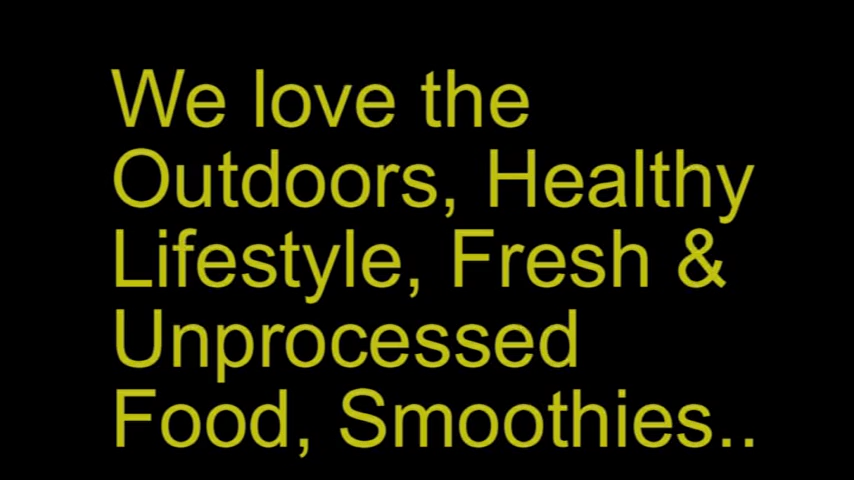 We love the
Outdoors, Healthy
Lifestyle, Fresh &
Unprocessed
Food, Smoothies..